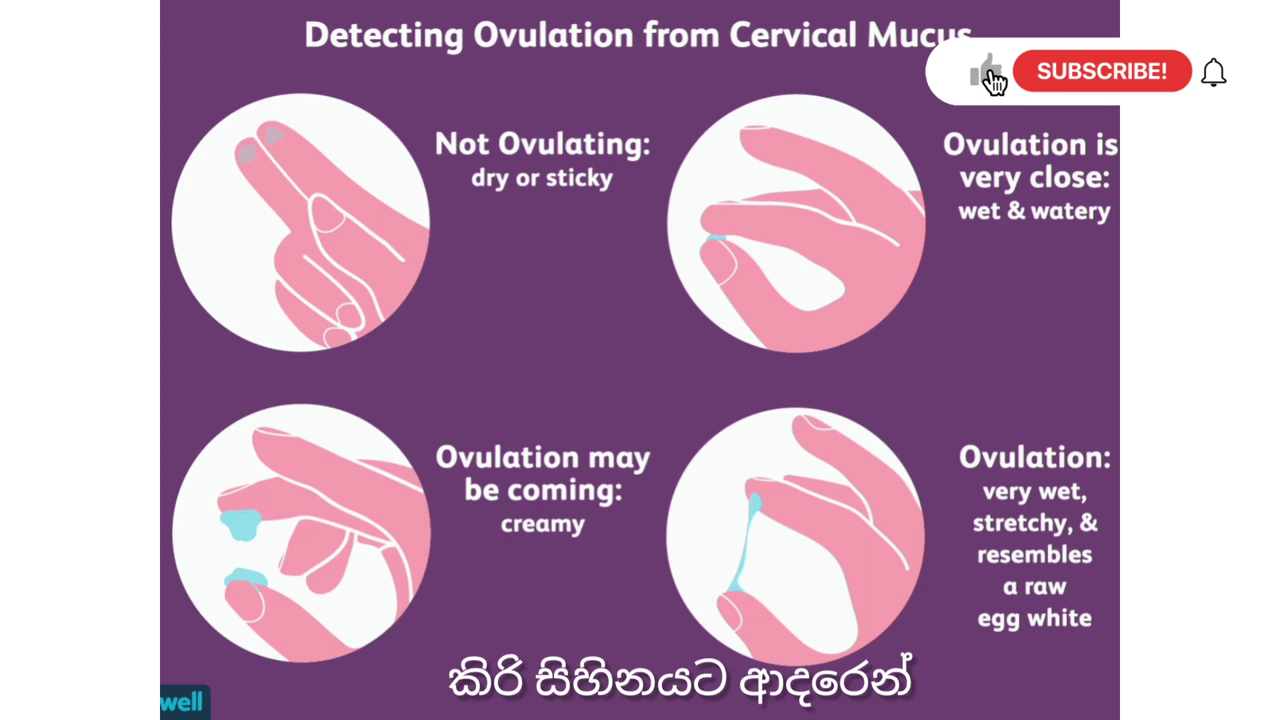 Detecting Ovulation from Cervical Mucus
SUBSCRIBE!
Not Ovulating:
dry or sticky
Ovulation is
very close:
wet & watery
Ovulation may
be coming:
creamy
Ovulation:
very wet,
stretchy, &
resembles
a raw
egg white
කිරි සිහිනයට ආදරෙන්
well